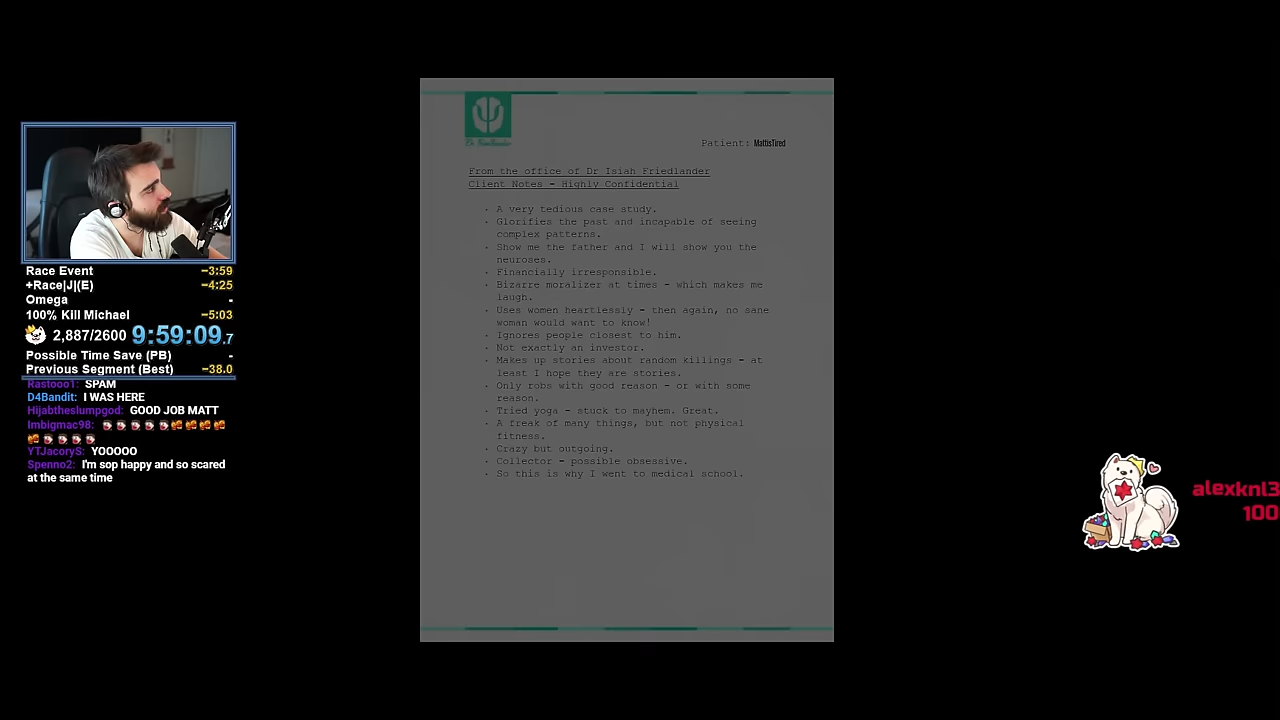 Race Event −3:59
+Race|J|(E) −4:25
Omega -
100% Kill Michael −5:03
2,887/2600 9:59:09.7
Possible Time Save (PB) -
Previous Segment (Best) −38.0
Rastooo1: SPAM
D4Bandit: I WAS HERE
Hijabtheslumpgod: GOOD JOB MATT
Imbigmac98:
YTJacoryS: YOOOOO
Spenno2: I'm sop happy and so scared
at the same time
Dr Friedlander
Patient: MattisTired
From the office of Dr Isiah Friedlander
Client Notes - Highly Confidential
· A very tedious case study.
· Glorifies the past and incapable of seeing
complex patterns.
· Show me the father and I will show you the
neuroses.
· Financially irresponsible.
· Bizarre moralizer at times - which makes me
laugh.
· Uses women heartlessly - then again, no sane
woman would want to know!
· Ignores people closest to him.
· Not exactly an investor.
· Makes up stories about random killings - at
least I hope they are stories.
· Only robs with good reason - or with some
reason.
· Tried yoga - stuck to mayhem. Great.
· A freak of many things, but not physical
fitness.
· Crazy but outgoing.
· Collector - possible obsessive.
· So this is why I went to medical school.
alexknl3
100